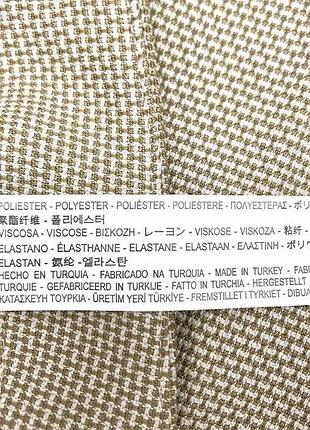 POLIESTER - POLYESTER - POLIÉSTER - POLIESTERE - ΠΟΛΥΕΣΤΕΡΑΣ - ポリ
聚酯纤维 - 폴리에스터
VISCOSA - VISCOSE - ΒΙΣΚΟΖΗ - レーヨン - VISKOSE - VISKOZA - 粘纤 -
ELASTANO - ÉLASTHANNE - ELASTANE - ELASTAAN - ΕΛΑΣΤΙΝΗ - ポリウ
ELASTAN - 氨纶 -엘라스탄
HECHO EN TURQUIA - FABRICADO NA TURQUIA - MADE IN TURKEY - FAB
TURQUIE - GEFABRICEERD IN TURKIJE - FATTO IN TURCHIA - HERGESTELLT
ΚΑΤΑΣΚΕΥΗ ΤΟΥΡΚΙΑ - ÜRETİM YERİ TÜRKİYE - FREMSTILLET I TYRKIET - DIBUA